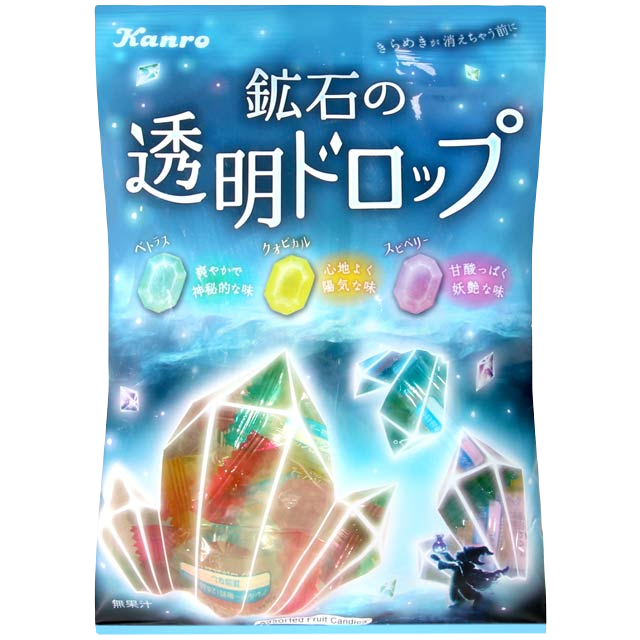 Kanro
きらめきが消えちゃう前に
鉱石の
透明ドロップ
ペトラス
爽やかで
神秘的な味
クオピカル
心地よく
陽気な味
スピベリー
甘酸っぱく
妖艶な味
無果汁
Assorted Fruit Candies